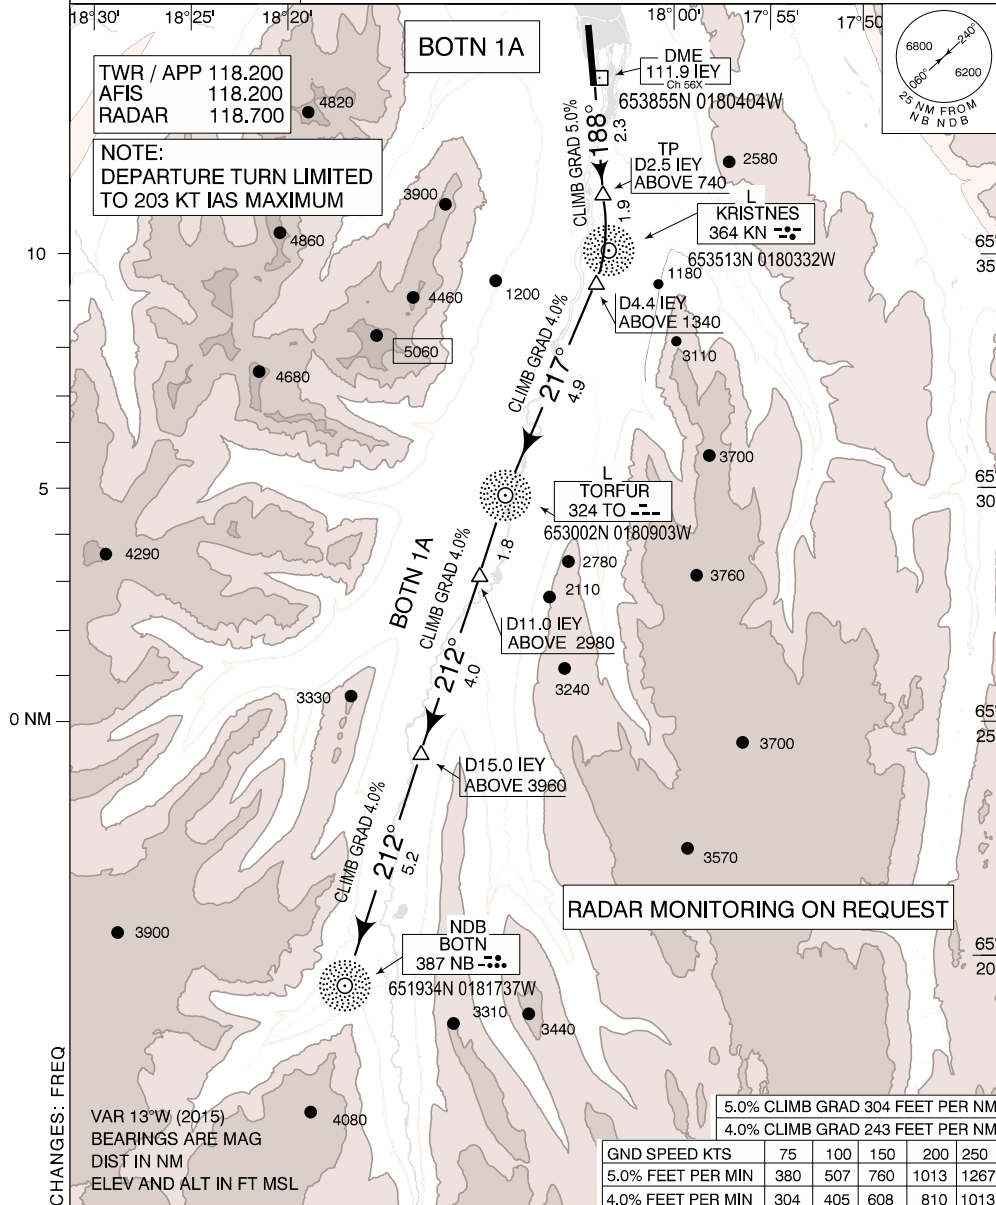 18°30'
18°25'
18°20'
18°00'
17°55'
17°50'
BOTN 1A
TWR / APP 118.200
AFIS 118.200
RADAR 118.700
NOTE:
DEPARTURE TURN LIMITED
TO 203 KT IAS MAXIMUM
DME
111.9 IEY
Ch 56X
653855N 0180404W
6800
240°
060°
6200
25 NM FROM
NB NDB
4820
188°
2.3
CLIMB GRAD 5.0%
TP
D2.5 IEY
ABOVE 740
2580
3900
1.9
L
KRISTNES
364 KN
653513N 0180332W
4860
10
65°
35
4460
1200
1180
D4.4 IEY
ABOVE 1340
5060
3110
4680
CLIMB GRAD 4.0%
217°
4.9
3700
5
L
TORFUR
324 TO
653002N 0180903W
65°
30
4290
BOTN 1A
CLIMB GRAD 4.0%
1.8
2780
3760
2110
D11.0 IEY
ABOVE 2980
212°
4.0
3330
3240
0 NM
65°
25
3700
D15.0 IEY
ABOVE 3960
CLIMB GRAD 4.0%
212°
5.2
3570
RADAR MONITORING ON REQUEST
3900
NDB
BOTN
387 NB
651934N 0181737W
65°
20
3310
3440
4080
CHANGES: FREQ
VAR 13°W (2015)
BEARINGS ARE MAG
DIST IN NM
ELEV AND ALT IN FT MSL
5.0% CLIMB GRAD 304 FEET PER NM
4.0% CLIMB GRAD 243 FEET PER NM
GND SPEED KTS 75 100 150 200 250
5.0% FEET PER MIN 380 507 760 1013 1267
4.0% FEET PER MIN 304 405 608 810 1013